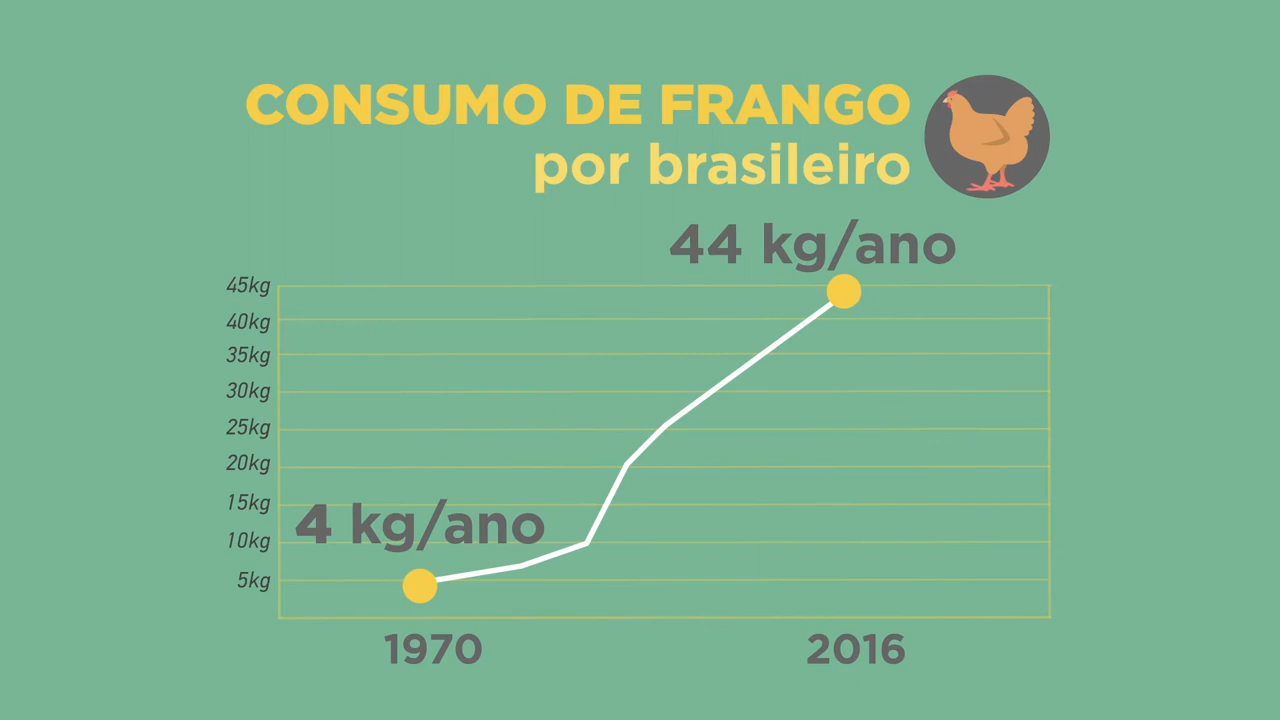 CONSUMO DE FRANGO
por brasileiro
44 kg/ano
45kg
40kg
35kg
30kg
25kg
20kg
15kg
4 kg/ano
10kg
5kg
1970
2016